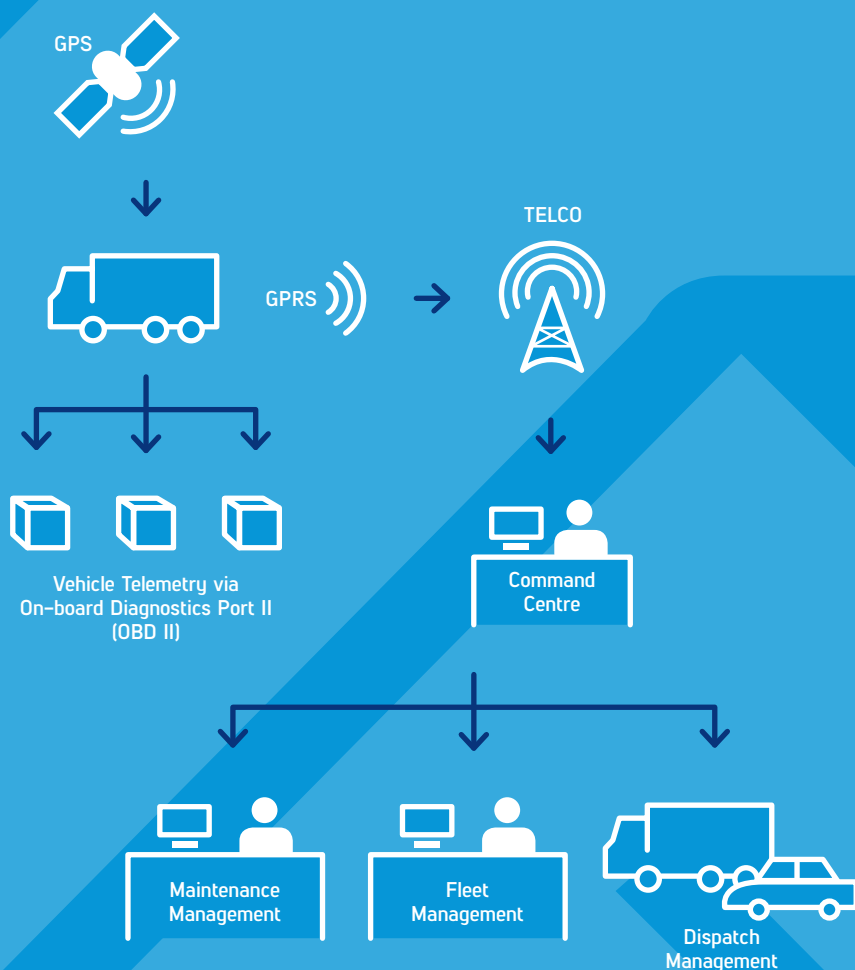 GPS
TELCO
GPRS
Vehicle Telemetry via
On-board Diagnostics Port II
(OBD II)
Command
Centre
Maintenance
Management
Fleet
Management
Dispatch
Management